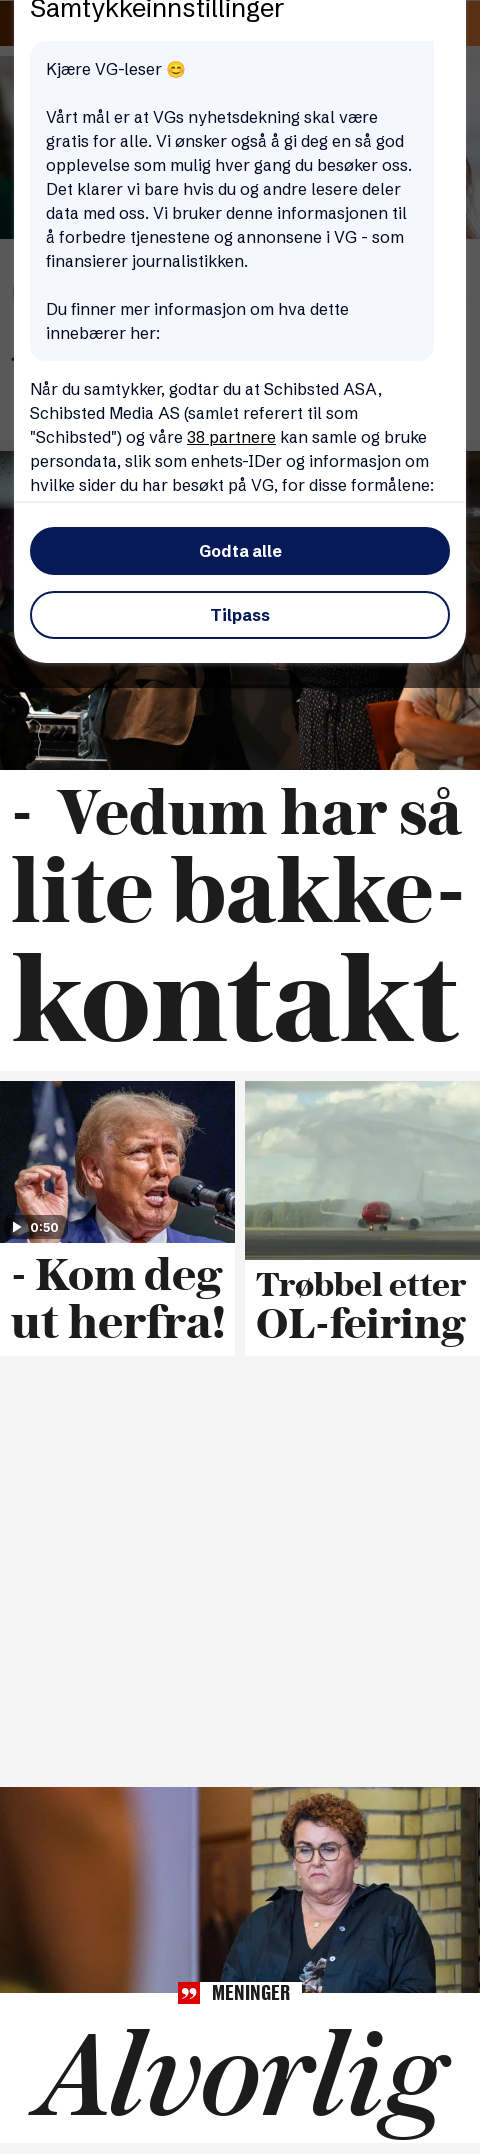 Samtykkeinnstillinger
Kjære VG-leser 😊
Vårt mål er at VGs nyhetsdekning skal være
gratis for alle. Vi ønsker også å gi deg en så god
opplevelse som mulig hver gang du besøker oss.
Det klarer vi bare hvis du og andre lesere deler
data med oss. Vi bruker denne informasjonen til
å forbedre tjenestene og annonsene i VG - som
finansierer journalistikken.
Du finner mer informasjon om hva dette
innebærer her:
Når du samtykker, godtar du at Schibsted ASA,
Schibsted Media AS (samlet referert til som
"Schibsted") og våre 38 partnere kan samle og bruke
persondata, slik som enhets-IDer og informasjon om
hvilke sider du har besøkt på VG, for disse formålene:
Godta alle
Tilpass
- Vedum har så
lite bakke-
kontakt
0:50
- Kom deg
ut herfra!
Trøbbel etter
OL-feiring
MENINGER
Alvorlig